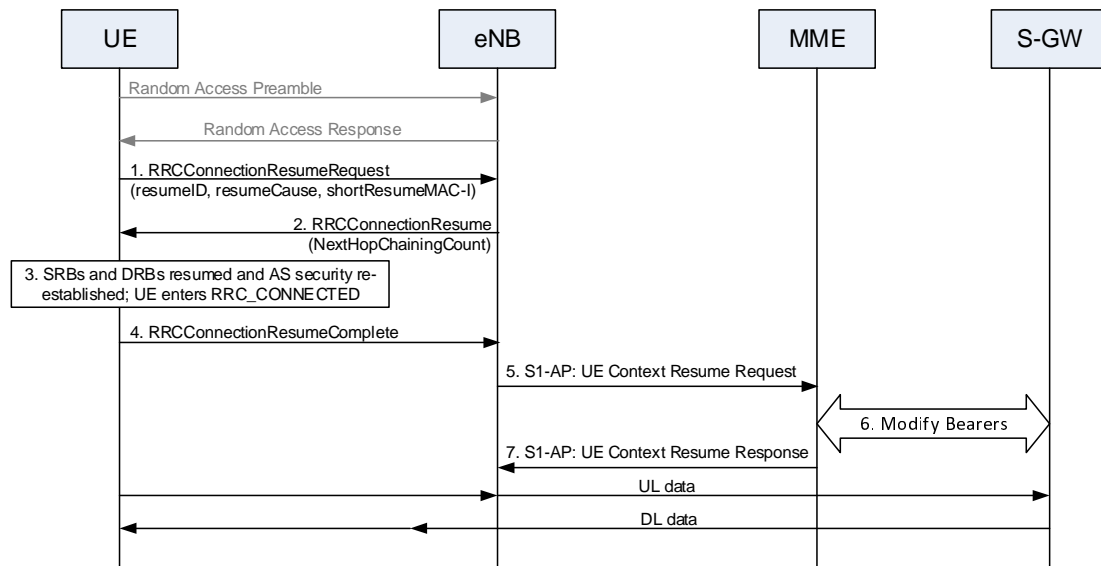 UE
eNB
MME
S-GW
Random Access Preamble
Random Access Response
1. RRCConnectionResumeRequest
(resumeID, resumeCause, shortResumeMAC-I)
2. RRCConnectionResume
(NextHopChainingCount)
3. SRBs and DRBs resumed and AS security re-
established; UE enters RRC_CONNECTED
4. RRCConnectionResumeComplete
5. S1-AP: UE Context Resume Request
6. Modify Bearers
7. S1-AP: UE Context Resume Response
UL data
DL data